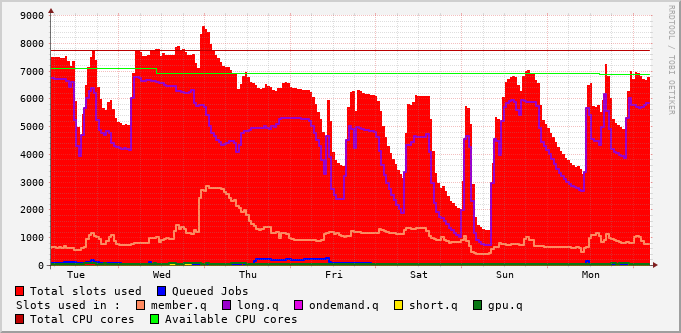 9000
8000
7000
6000
5000
4000
3000
2000
1000
0
Tue Wed Thu Fri Sat Sun Mon
RRDTOOL / TOBI OETIKER
Total slots used Queued Jobs
Slots used in : member.q long.q ondemand.q short.q gpu.q
Total CPU cores Available CPU cores